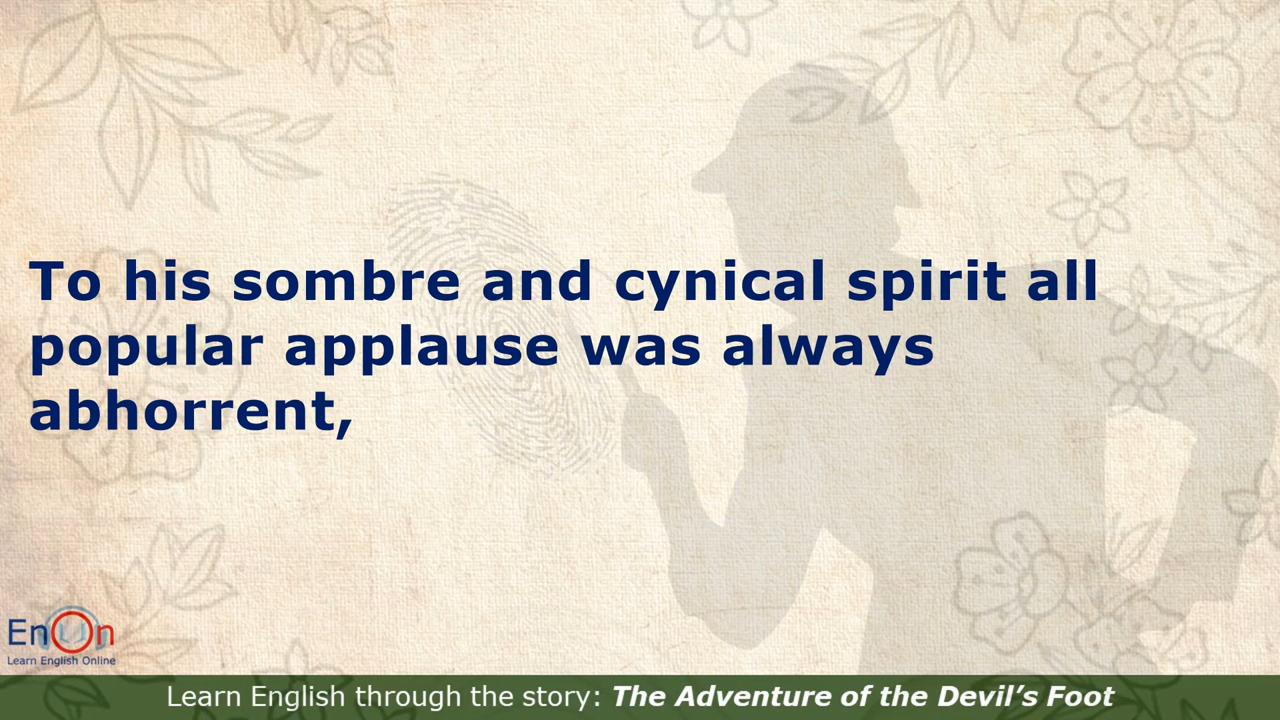 To his sombre and cynical spirit all
popular applause was always
abhorrent,
EnOn
Learn English Online
Learn English through the story: The Adventure of the Devil’s Foot